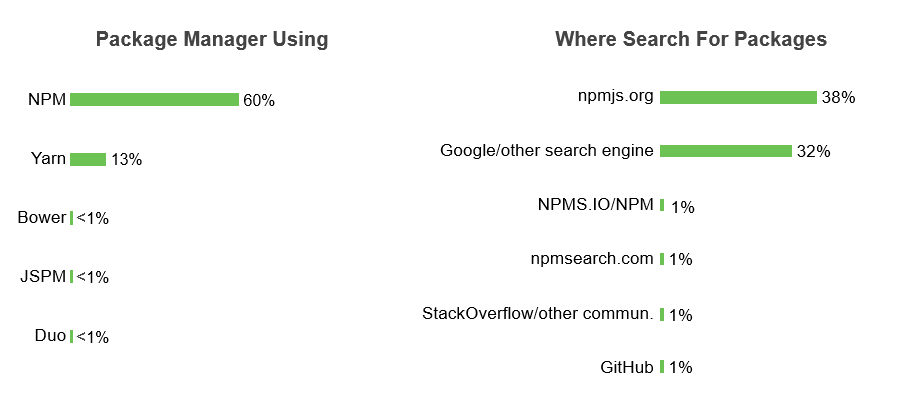 Package Manager Using
NPM 60%
Yarn 13%
Bower <1%
JSPM <1%
Duo <1%
Where Search For Packages
npmjs.org 38%
Google/other search engine 32%
NPMS.IO/NPM 1%
npmsearch.com 1%
StackOverflow/other commun. 1%
GitHub 1%